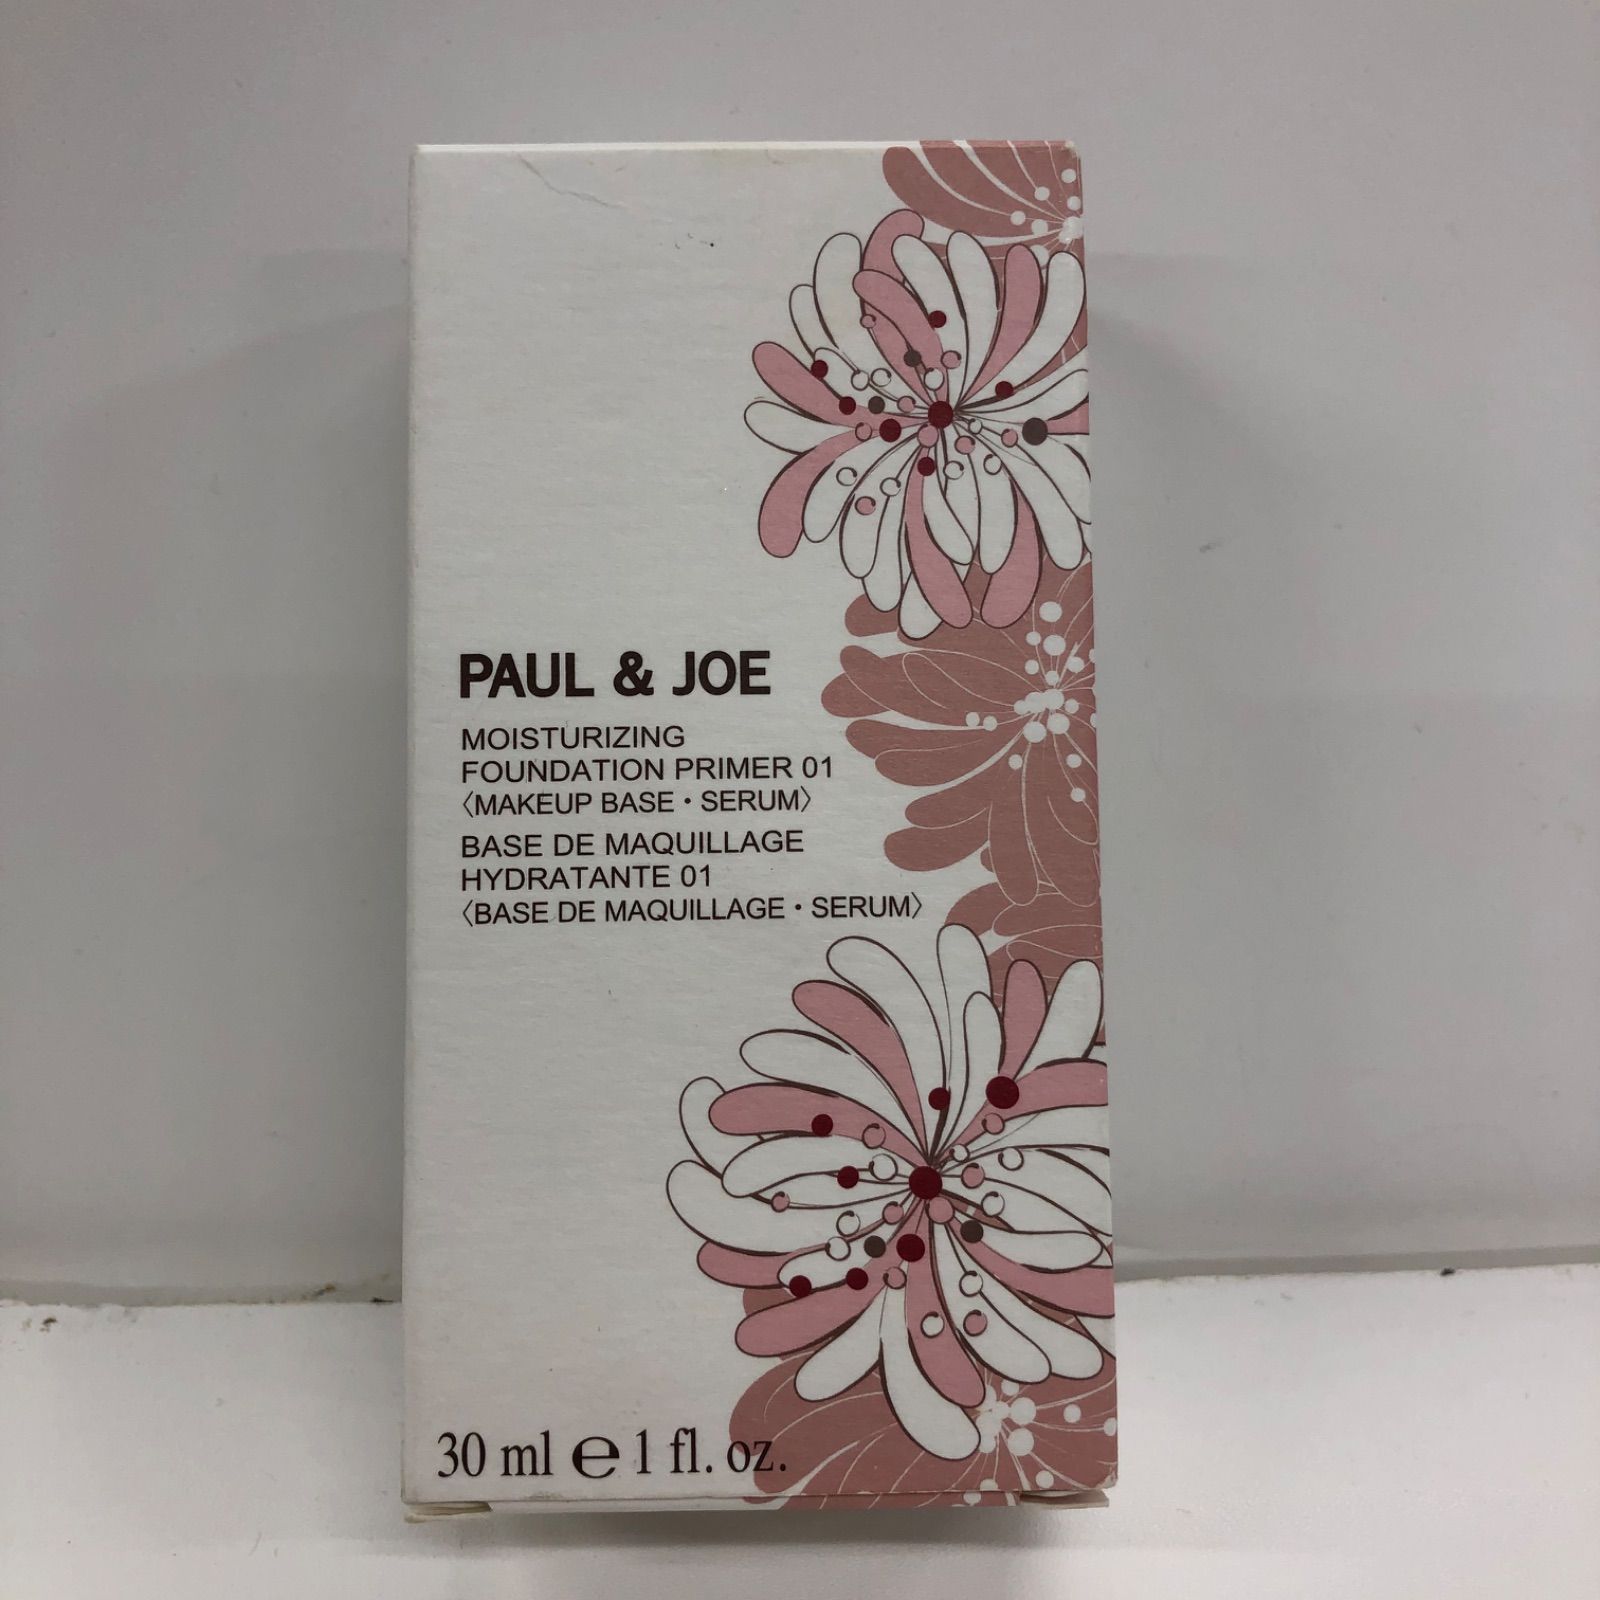 PAUL & JOE
MOISTURIZING
FOUNDATION PRIMER 01
〈MAKEUP BASE・SERUM〉
BASE DE MAQUILLAGE
HYDRATANTE 01
〈BASE DE MAQUILLAGE・SERUM〉
30 ml ℮ 1 fl. oz.